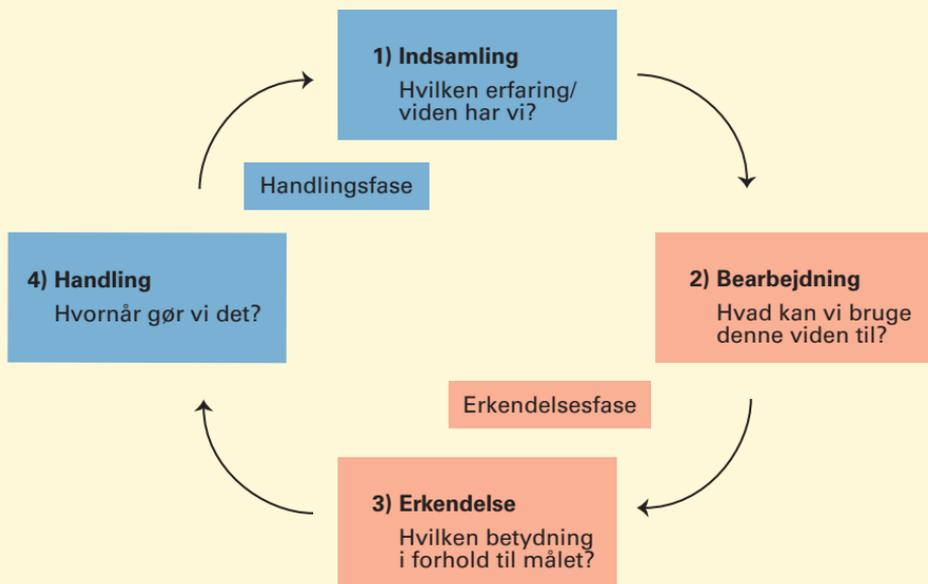 1) Indsamling
Hvilken erfaring/
viden har vi?
Handlingsfase
4) Handling
Hvornår gør vi det?
2) Bearbejdning
Hvad kan vi bruge
denne viden til?
Erkendelsesfase
3) Erkendelse
Hvilken betydning
i forhold til målet?